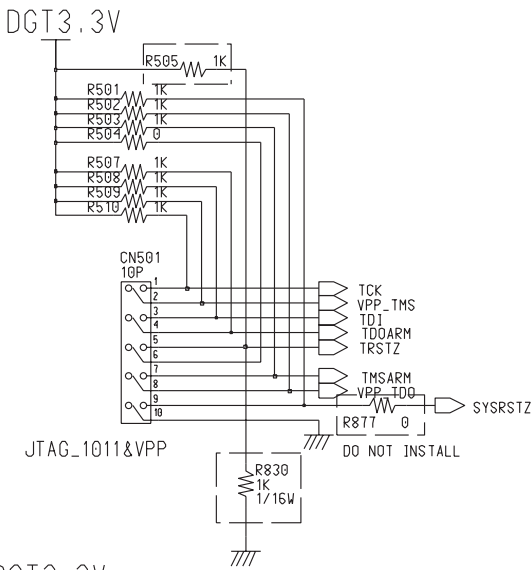 DGT3.3V
R505 1K
R501 1K
R502 1K
R503 1K
R504 0
R507 1K
R508 1K
R509 1K
R510 1K
CN501
10P
1 TCK
2 VPP_TMS
3 TDI
4 TDOARM
5 TRSTZ
6
7 TMSARM
8 VPP_TDO
9 SYSRSTZ
10
R877 0
JTAG_1011&VPP
DO NOT INSTALL
R830
1K
1/16W